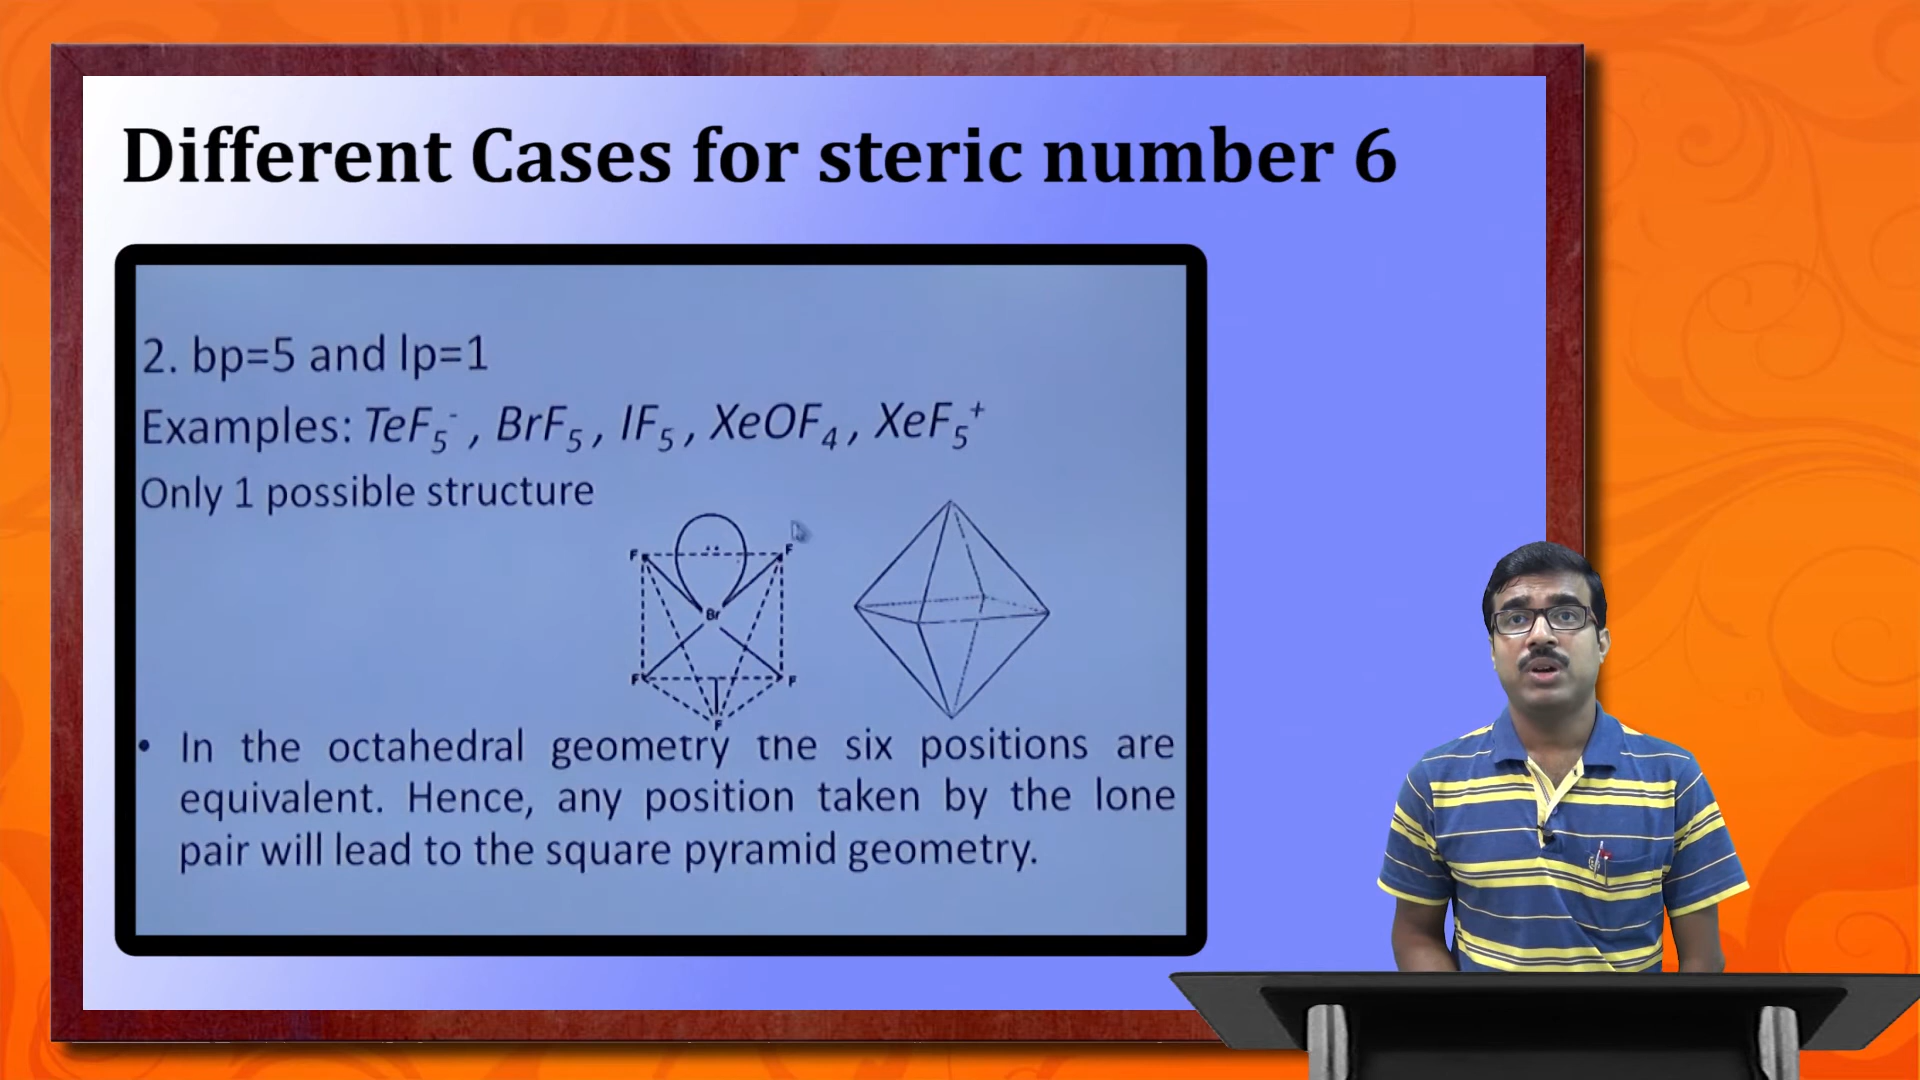 Different Cases for steric number 6
2. bp=5 and lp=1
Examples: TeF5-, BrF5, IF5, XeOF4, XeF5+
Only 1 possible structure
F F
Br
F F
F
• In the octahedral geometry the six positions are
equivalent. Hence, any position taken by the lone
pair will lead to the square pyramid geometry.